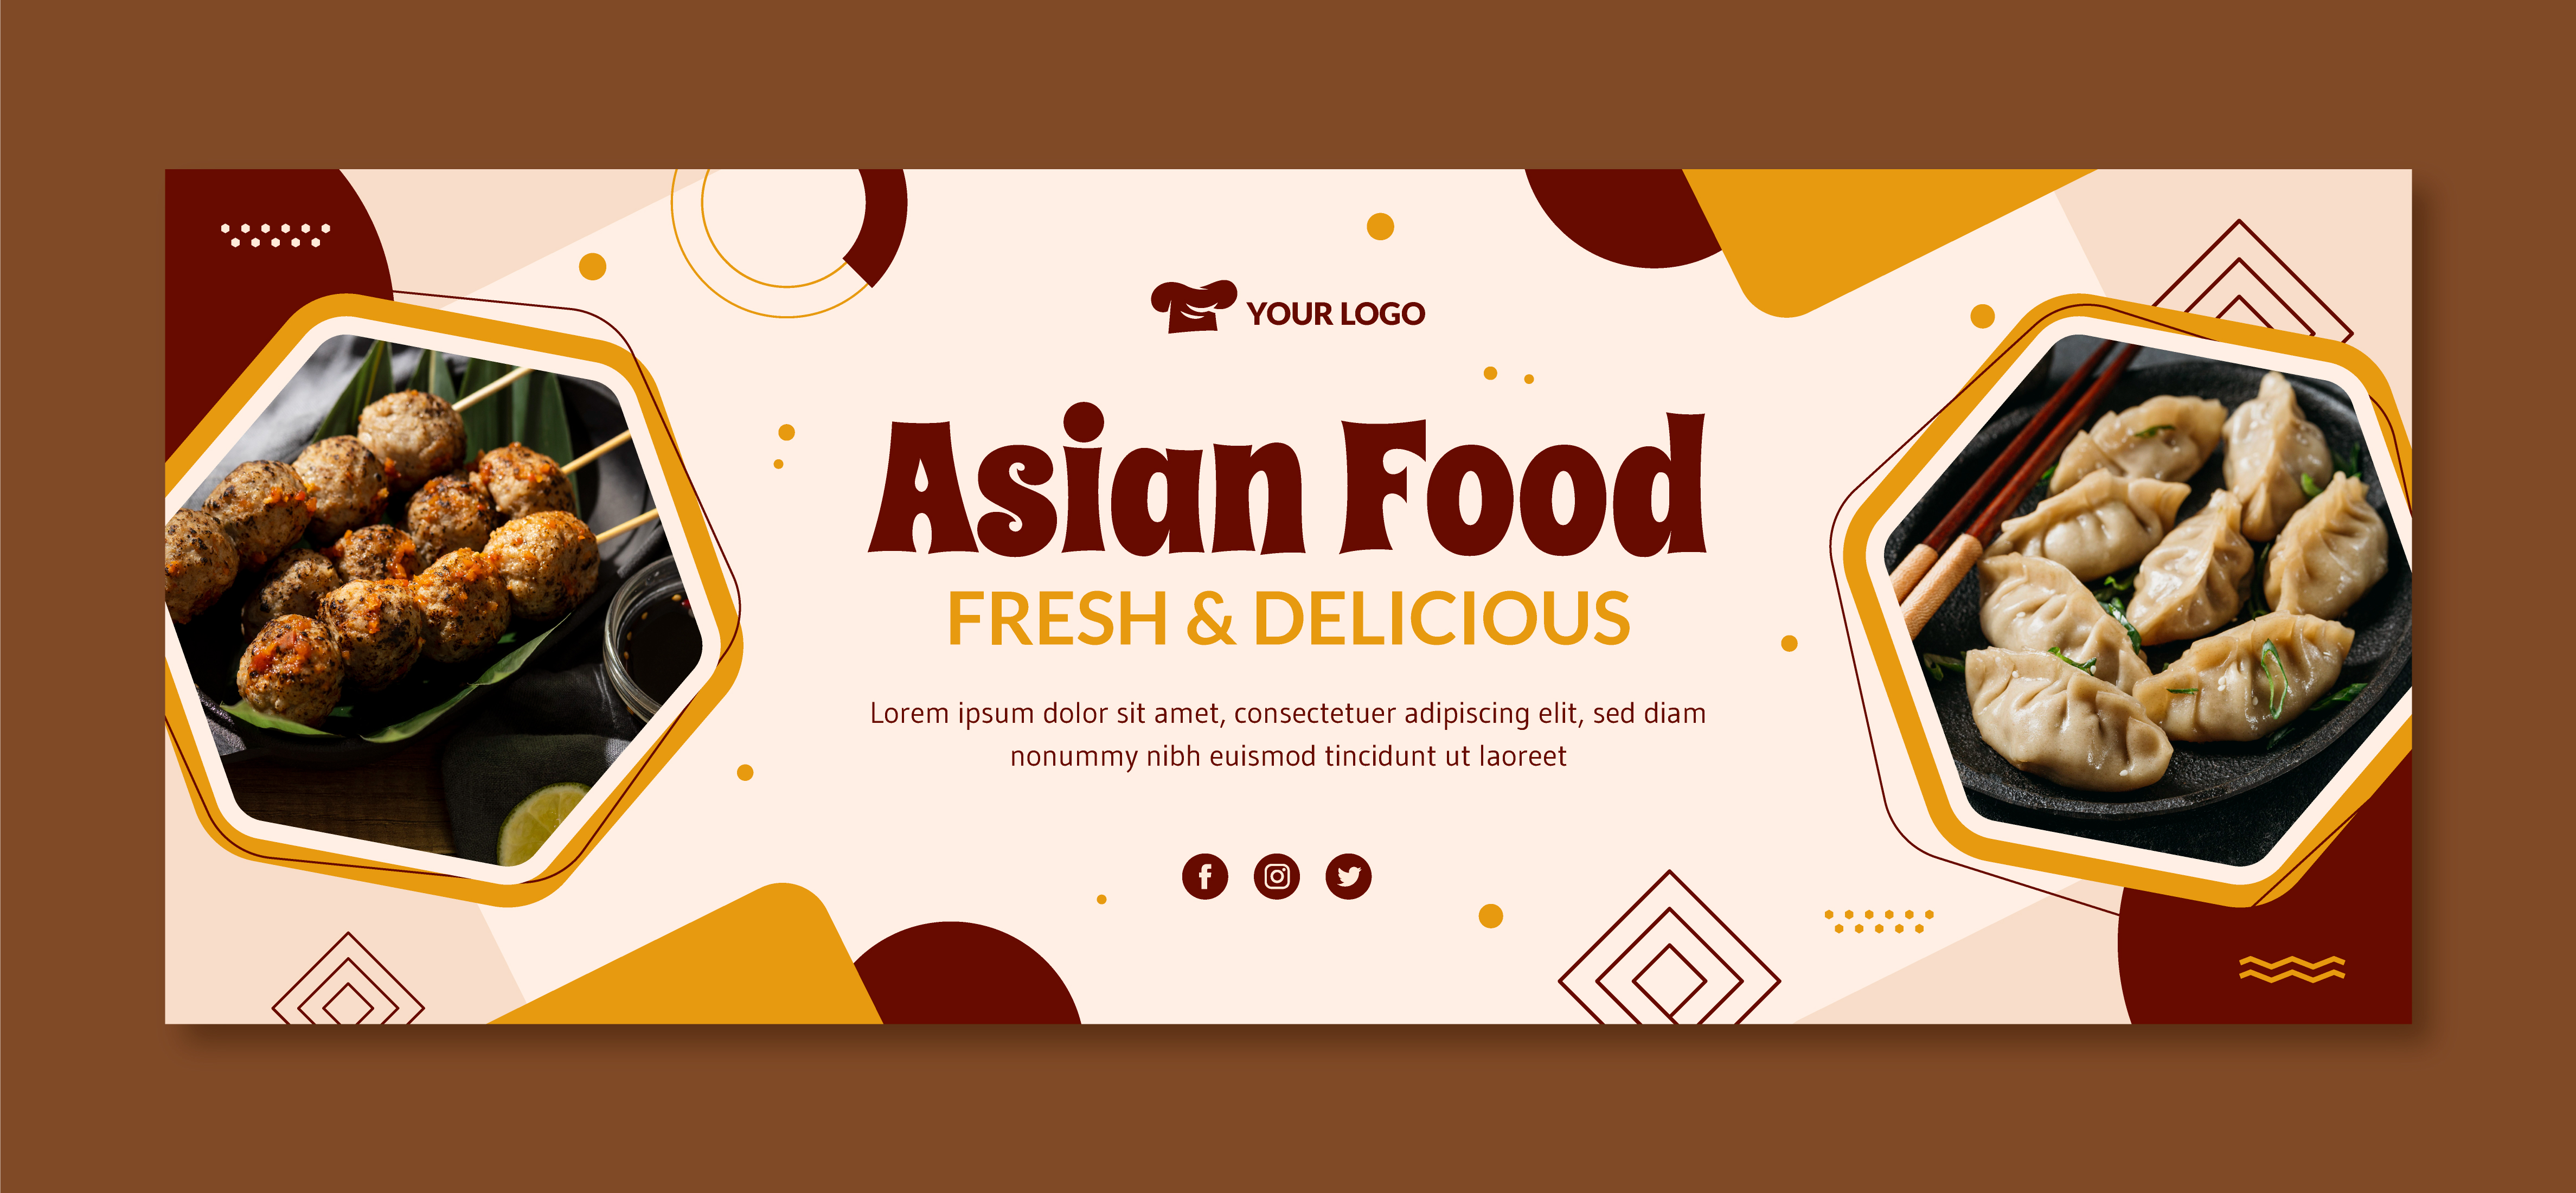 YOUR LOGO
Asian Food
FRESH & DELICIOUS
Lorem ipsum dolor sit amet, consectetuer adipiscing elit, sed diam
nonummy nibh euismod tincidunt ut laoreet